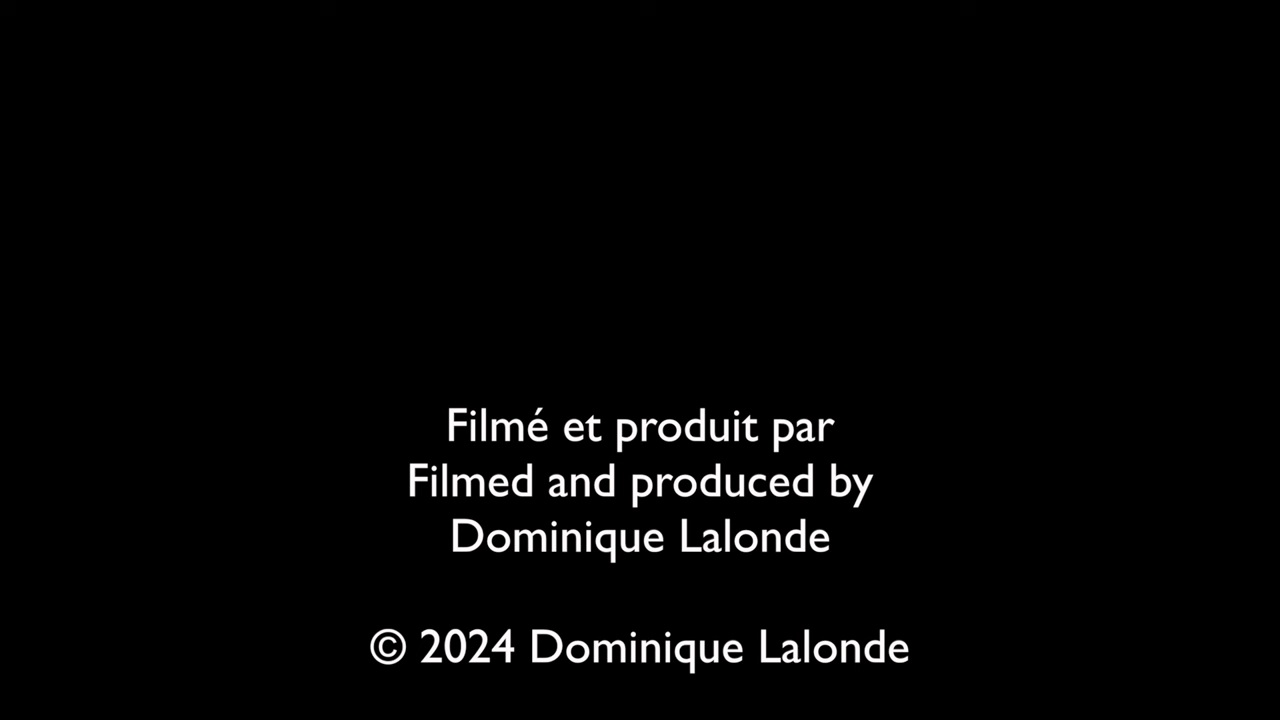 Filmé et produit par
Filmed and produced by
Dominique Lalonde
© 2024 Dominique Lalonde